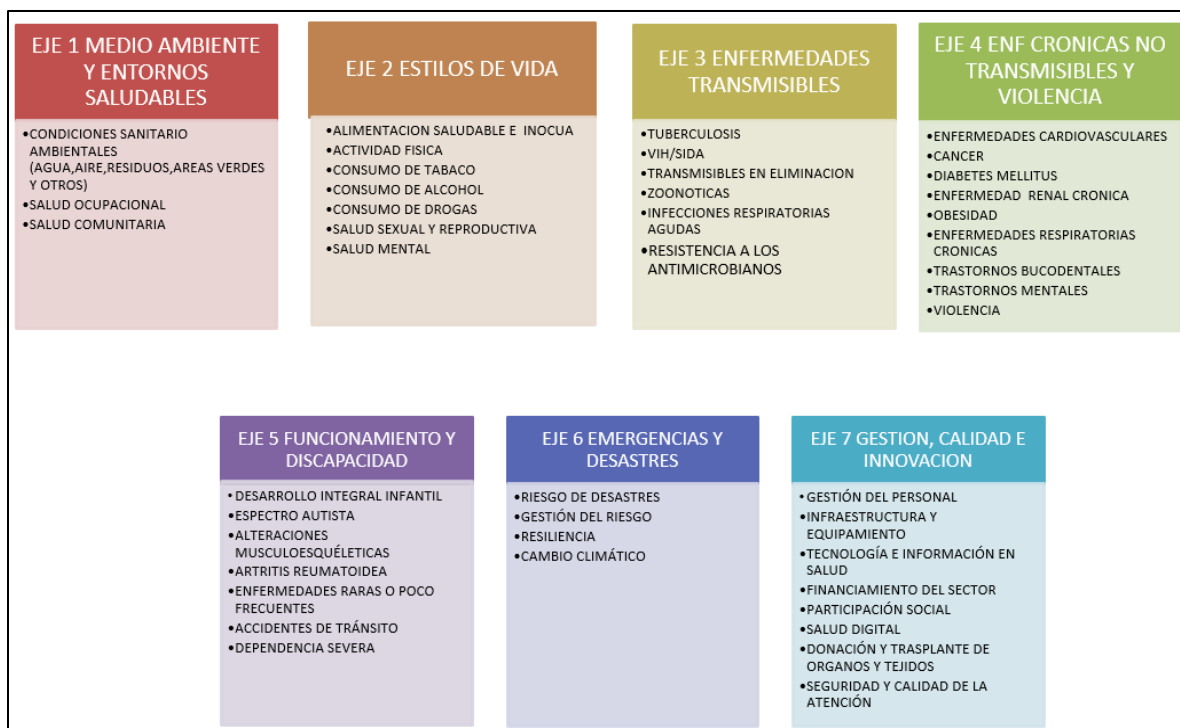 EJE 1 MEDIO AMBIENTE
Y ENTORNOS
SALUDABLES
•CONDICIONES SANITARIO
AMBIENTALES
(AGUA,AIRE,RESIDUOS,AREAS VERDES
Y OTROS)
•SALUD OCUPACIONAL
•SALUD COMUNITARIA
EJE 2 ESTILOS DE VIDA
•ALIMENTACION SALUDABLE E INOCUA
•ACTIVIDAD FISICA
•CONSUMO DE TABACO
•CONSUMO DE ALCOHOL
•CONSUMO DE DROGAS
•SALUD SEXUAL Y REPRODUCTIVA
•SALUD MENTAL
EJE 3 ENFERMEDADES
TRANSMISIBLES
•TUBERCULOSIS
•VIH/SIDA
•TRANSMISIBLES EN ELIMINACION
•ZOONOTICAS
•INFECCIONES RESPIRATORIAS
AGUDAS
•RESISTENCIA A LOS
ANTIMICROBIANOS
EJE 4 ENF CRONICAS NO
TRANSMISIBLES Y
VIOLENCIA
•ENFERMEDADES CARDIOVASCULARES
•CANCER
•DIABETES MELLITUS
•ENFERMEDAD RENAL CRONICA
•OBESIDAD
•ENFERMEDADES RESPIRATORIAS
CRONICAS
•TRASTORNOS BUCODENTALES
•TRASTORNOS MENTALES
•VIOLENCIA
EJE 5 FUNCIONAMIENTO Y
DISCAPACIDAD
•DESARROLLO INTEGRAL INFANTIL
•ESPECTRO AUTISTA
•ALTERACIONES
MUSCULOESQUÉLETICAS
•ARTRITIS REUMATOIDEA
•ENFERMEDADES RARAS O POCO
FRECUENTES
•ACCIDENTES DE TRÁNSITO
•DEPENDENCIA SEVERA
EJE 6 EMERGENCIAS Y
DESASTRES
•RIESGO DE DESASTRES
•GESTIÓN DEL RIESGO
•RESILIENCIA
•CAMBIO CLIMÁTICO
EJE 7 GESTION, CALIDAD E
INNOVACION
•GESTIÓN DEL PERSONAL
•INFRAESTRUCTURA Y
EQUIPAMIENTO
•TECNOLOGÍA E INFORMACIÓN EN
SALUD
•FINANCIAMIENTO DEL SECTOR
•PARTICIPACIÓN SOCIAL
•SALUD DIGITAL
•DONACIÓN Y TRASPLANTE DE
ORGANOS Y TEJIDOS
•SEGURIDAD Y CALIDAD DE LA
ATENCIÓN